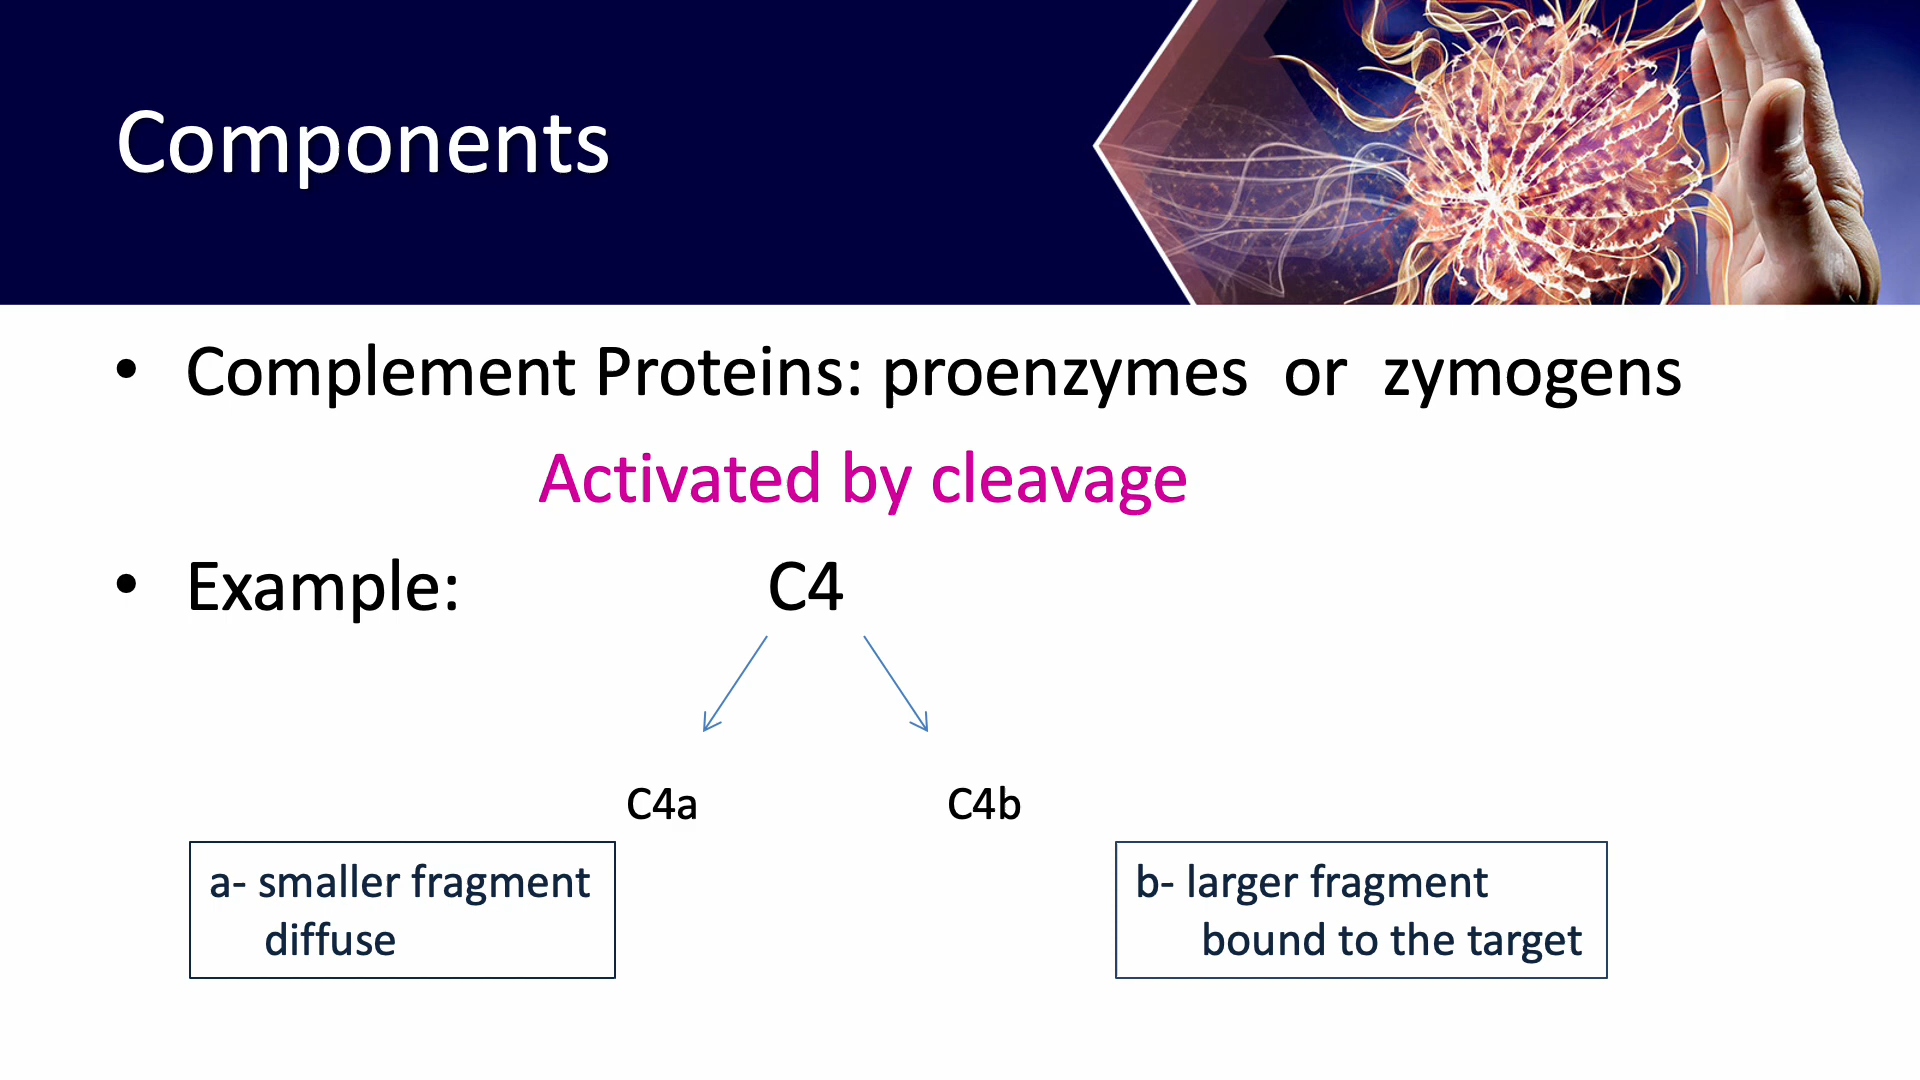 Components
• Complement Proteins: proenzymes or zymogens
Activated by cleavage
• Example: C4
C4a C4b
a- smaller fragment
diffuse
b- larger fragment
bound to the target